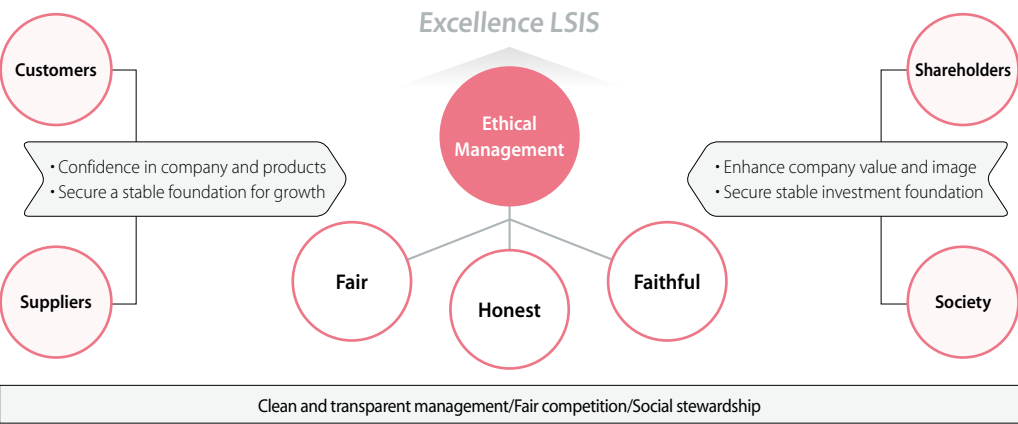 Excellence LSIS
Customers
Shareholders
Ethical
Management
• Confidence in company and products
• Secure a stable foundation for growth
• Enhance company value and image
• Secure stable investment foundation
Fair
Honest
Faithful
Suppliers
Society
Clean and transparent management/Fair competition/Social stewardship